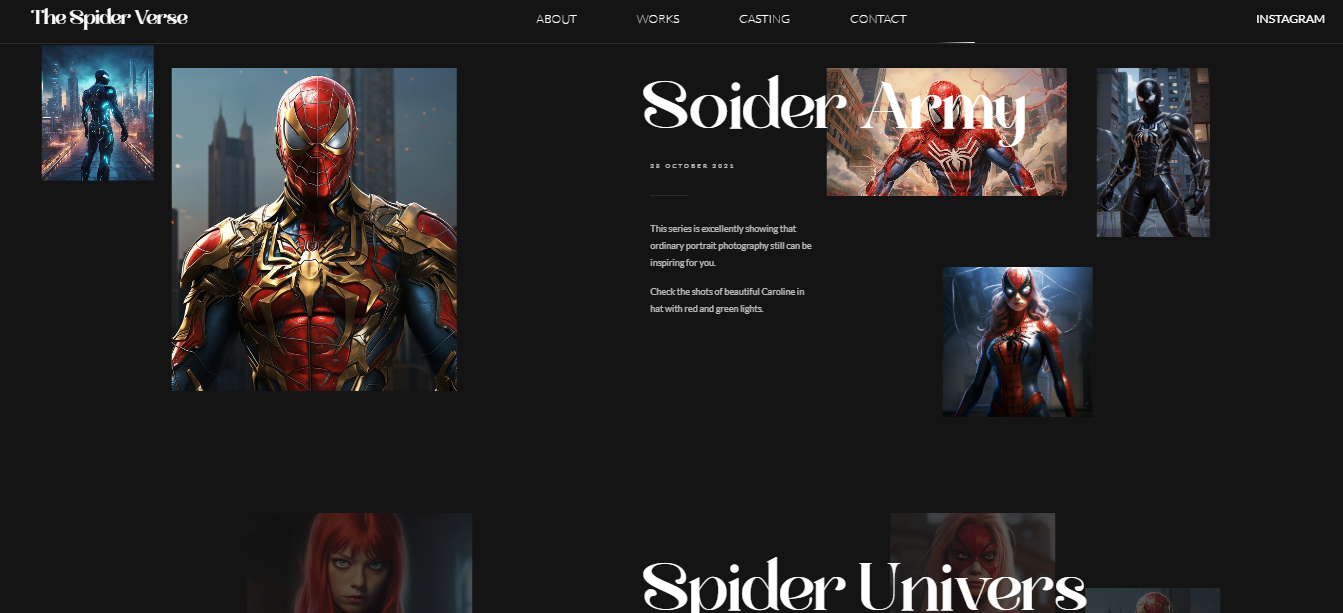 The Spider Verse
ABOUT
WORKS
CASTING
CONTACT
INSTAGRAM
Soider Army
28 OCTOBER 2021
This series is excellently showing that
ordinary portrait photography still can be
inspiring for you.
Check the shots of beautiful Caroline in
hat with red and green lights.
Spider Univers